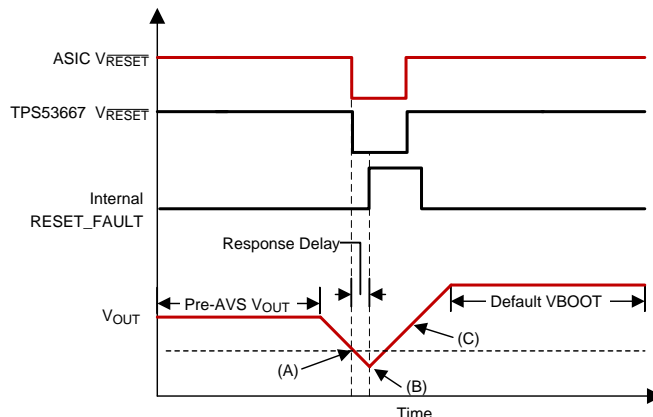 ASIC VRESET
TPS53667 VRESET
Internal
RESET_FAULT
Response Delay
Pre-AVS VOUT
Default VBOOT
VOUT
(C)
(A)
(B)
Time